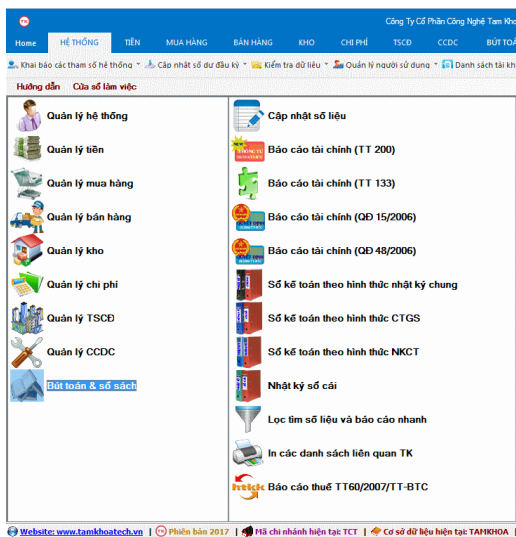 Công Ty Cổ Phần Công Nghệ Tam Kho
Home HỆ THỐNG TIỀN MUA HÀNG BÁN HÀNG KHO CHI PHÍ TSCĐ CCDC BÚT TOÁ
Khai báo các tham số hệ thống Cập nhật số dư đầu kỳ Kiểm tra dữ liệu Quản lý người sử dụng Danh sách tài kh
Hướng dẫn Cửa sổ làm việc
Quản lý hệ thống
Quản lý tiền
Quản lý mua hàng
Quản lý bán hàng
Quản lý kho
Quản lý chi phí
Quản lý TSCĐ
Quản lý CCDC
Bút toán & sổ sách
Cập nhật số liệu
Báo cáo tài chính (TT 200)
Báo cáo tài chính (TT 133)
Báo cáo tài chính (QĐ 15/2006)
Báo cáo tài chính (QĐ 48/2006)
Sổ kế toán theo hình thức nhật ký chung
Sổ kế toán theo hình thức CTGS
Sổ kế toán theo hình thức NKCT
Nhật ký sổ cái
Lọc tìm số liệu và báo cáo nhanh
In các danh sách liên quan TK
htkk Báo cáo thuế TT60/2007/TT-BTC
Website: www.tamkhoatech.vn | Phiên bản 2017 | Mã chi nhánh hiện tại: TCT | Cơ sở dữ liệu hiện tại: TAMKHOA |